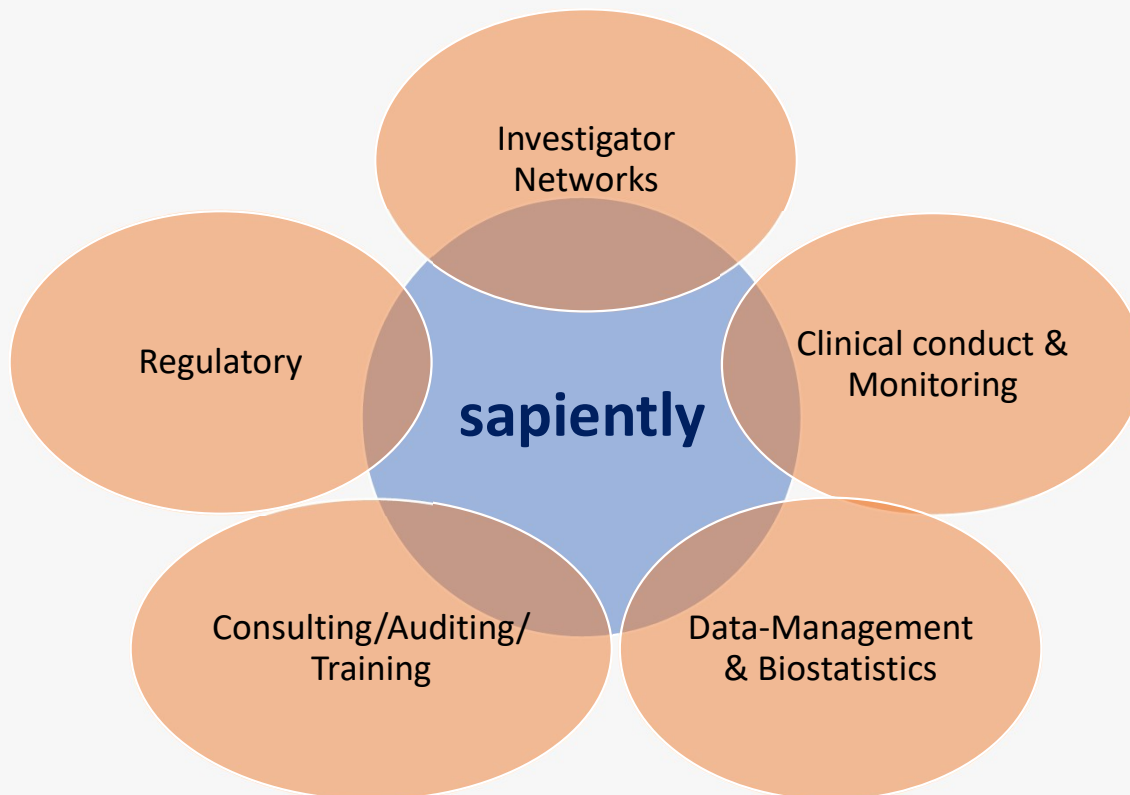 Investigator
Networks
Regulatory
Clinical conduct &
Monitoring
sapiently
Consulting/Auditing/
Training
Data-Management
& Biostatistics